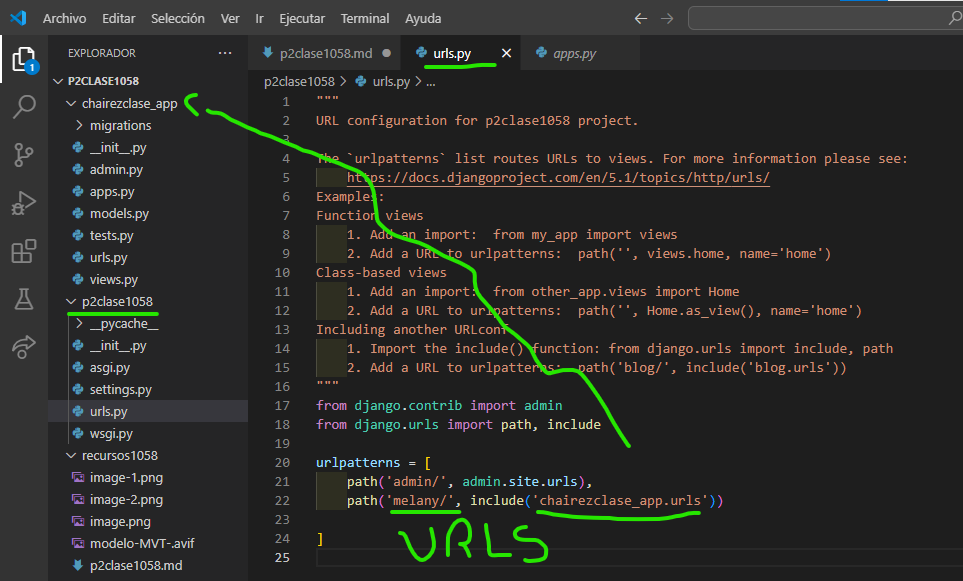 Archivo Editar Selección Ver Ir Ejecutar Terminal Ayuda
EXPLORADOR ...
p2clase1058.md urls.py apps.py
1
P2CLASE1058
chairezclase_app
migrations
__init__.py
admin.py
apps.py
models.py
tests.py
urls.py
views.py
p2clase1058
__pycache__
__init__.py
asgi.py
settings.py
urls.py
wsgi.py
recursos1058
image-1.png
image-2.png
image.png
modelo-MVT-.avif
p2clase1058.md
p2clase1058 > urls.py > ...
1 """
2 URL configuration for p2clase1058 project.
3
4 The `urlpatterns` list routes URLs to views. For more information please see:
5 https://docs.djangoproject.com/en/5.1/topics/http/urls/
6 Examples:
7 Function views
8 1. Add an import:  from my_app import views
9 2. Add a URL to urlpatterns:  path('', views.home, name='home')
10 Class-based views
11 1. Add an import:  from other_app.views import Home
12 2. Add a URL to urlpatterns:  path('', Home.as_view(), name='home')
13 Including another URLconf
14 1. Import the include() function: from django.urls import include, path
15 2. Add a URL to urlpatterns:  path('blog/', include('blog.urls'))
16 """
17 from django.contrib import admin
18 from django.urls import path, include
19
20 urlpatterns = [
21 path('admin/', admin.site.urls),
22 path('melany/', include('chairezclase_app.urls'))
23
24 ]
25
URLS